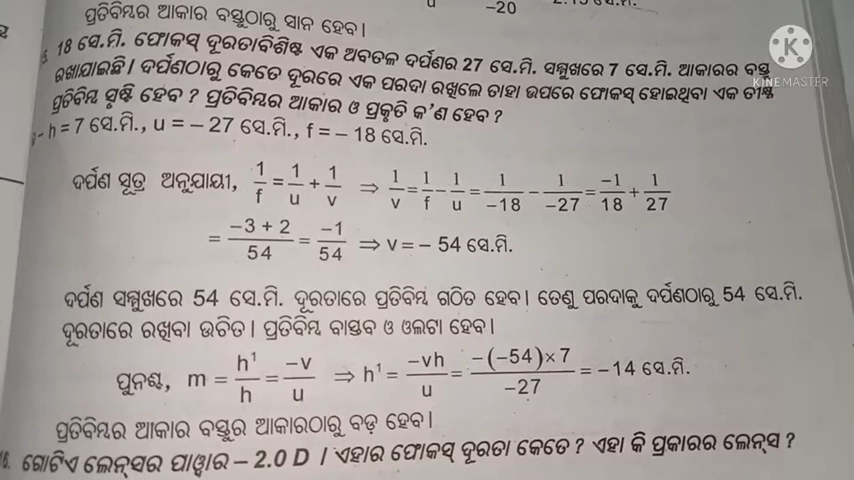 -20
ପ୍ରତିବିମ୍ବର ଆକାର ବସ୍ତୁଠାରୁ ସାନ ହେବ।
18 ସେ.ମି. ଫୋକସ୍ ଦୂରତାବିଶିଷ୍ଟ ଏକ ଅବତଳ ଦର୍ପଣର 27 ସେ.ମି. ସମ୍ମୁଖରେ 7 ସେ.ମି. ଆକାରର ବସ୍ତୁ
ରଖାଯାଇଛି। ଦର୍ପଣଠାରୁ କେତେ ଦୂରରେ ଏକ ପରଦା ରଖିଲେ ତାହା ଉପରେ ଫୋକସ୍ ହୋଇଥିବା ଏକ ତୀକ୍ଷ୍ଣ
ପ୍ରତିବିମ୍ବ ସୃଷ୍ଟି ହେବ ? ପ୍ରତିବିମ୍ବର ଆକାର ଓ ପ୍ରକୃତି କ'ଣ ହେବ ?
h = 7 ସେ.ମି., u = – 27 ସେ.ମି., f = – 18 ସେ.ମି.
ଦର୍ପଣ ସୂତ୍ର ଅନୁଯାୟୀ, 1/f = 1/u + 1/v ⇒ 1/v = 1/f – 1/u = 1/–18 – 1/–27 = –1/18 + 1/27
= –3 + 2/54 = –1/54 ⇒ v = – 54 ସେ.ମି.
ଦର୍ପଣ ସମ୍ମୁଖରେ 54 ସେ.ମି. ଦୂରତାରେ ପ୍ରତିବିମ୍ବ ଗଠିତ ହେବ। ତେଣୁ ପରଦାକୁ ଦର୍ପଣଠାରୁ 54 ସେ.ମି.
ଦୂରତାରେ ରଖିବା ଉଚିତ। ପ୍ରତିବିମ୍ବ ବାସ୍ତବ ଓ ଓଲଟା ହେବ।
ପୁନଶ୍ଚ, m = h¹/h = –v/u ⇒ h¹ = –vh/u = –(–54)×7/–27 = –14 ସେ.ମି.
ପ୍ରତିବିମ୍ବର ଆକାର ବସ୍ତୁର ଆକାରଠାରୁ ବଡ଼ ହେବ।
16. ଗୋଟିଏ ଲେନ୍ସର ପାୱାର – 2.0 D । ଏହାର ଫୋକସ୍ ଦୂରତା କେତେ ? ଏହା କି ପ୍ରକାରର ଲେନ୍ସ ?
K
KINEMASTER